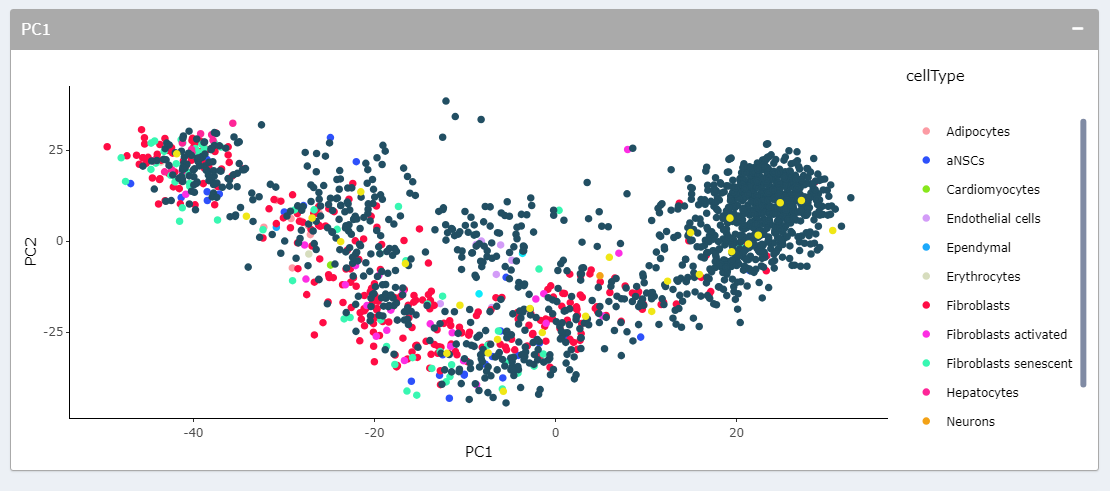 PC1
cellType
Adipocytes
aNSCs
Cardiomyocytes
Endothelial cells
Ependymal
Erythrocytes
Fibroblasts
Fibroblasts activated
Fibroblasts senescent
Hepatocytes
Neurons
25
0
-25
PC2
-40
-20
0
20
PC1